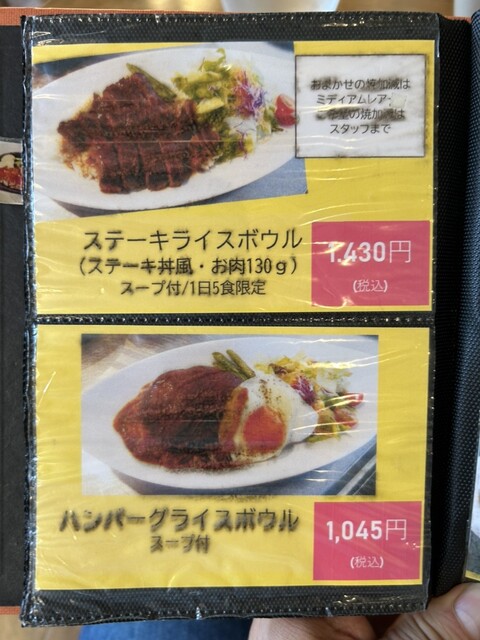 おまかせの焼加減は
ミディアムレア、
ご希望の焼加減は
スタッフまで
ステーキライスボウル
(ステーキ丼風・お肉130g)
スープ付/1日5食限定
1,430円
(税込)
ハンバーグライスボウル
スープ付
1,045円
(税込)